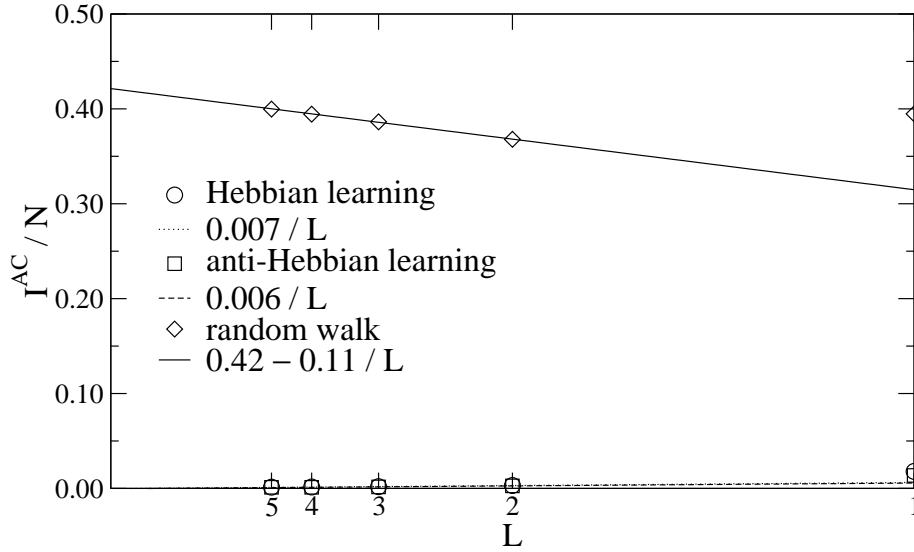 0.50
0.40
0.30
0.20
0.10
0.00
I^AC / N
Hebbian learning
0.007 / L
anti-Hebbian learning
0.006 / L
random walk
0.42 − 0.11 / L
5 4 3 2 1
L